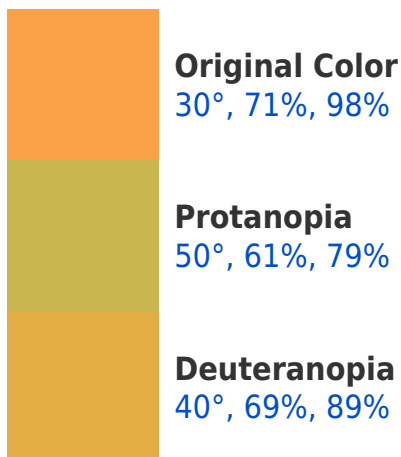 Original Color
30°, 71%, 98%
Protanopia
50°, 61%, 79%
Deuteranopia
40°, 69%, 89%